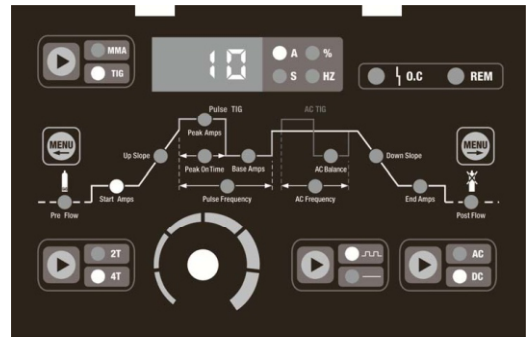 MMA
TIG
10
A
%
S
HZ
O.C
REM
Pulse TIG
AC TIG
Peak Amps
MENU
MENU
Up Slope
Peak On Time
Base Amps
AC Balance
Down Slope
Start Amps
End Amps
Pre Flow
Pulse Frequency
AC Frequency
Post Flow
2T
4T
AC
DC